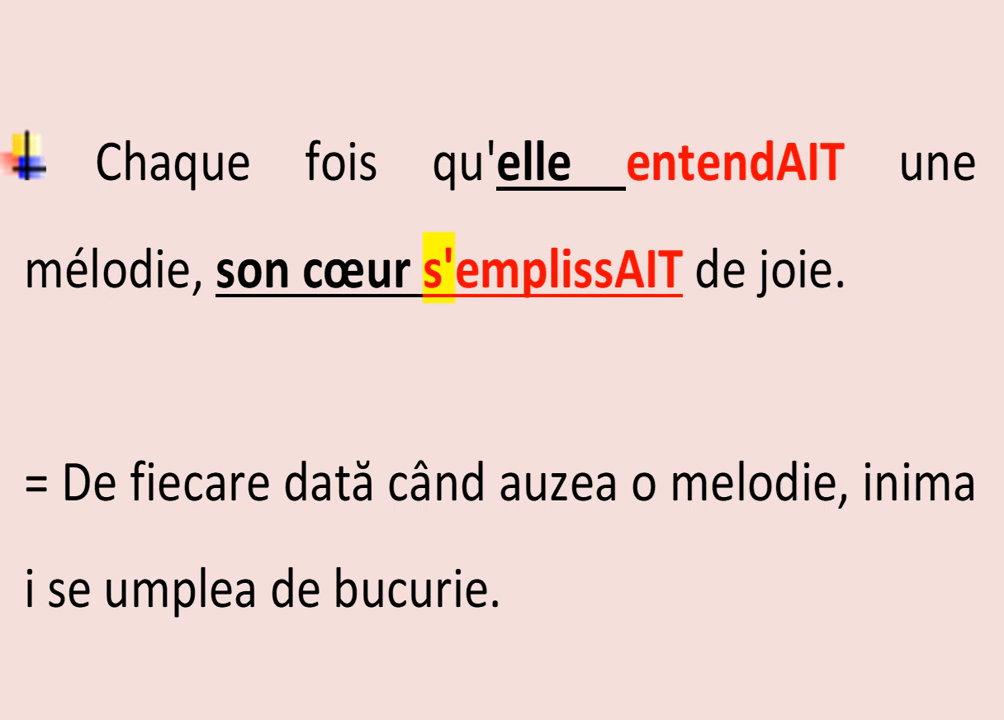 Chaque fois qu'elle entendAIT une
mélodie, son cœur s'emplissAIT de joie.
= De fiecare dată când auzea o melodie, inima
i se umplea de bucurie.